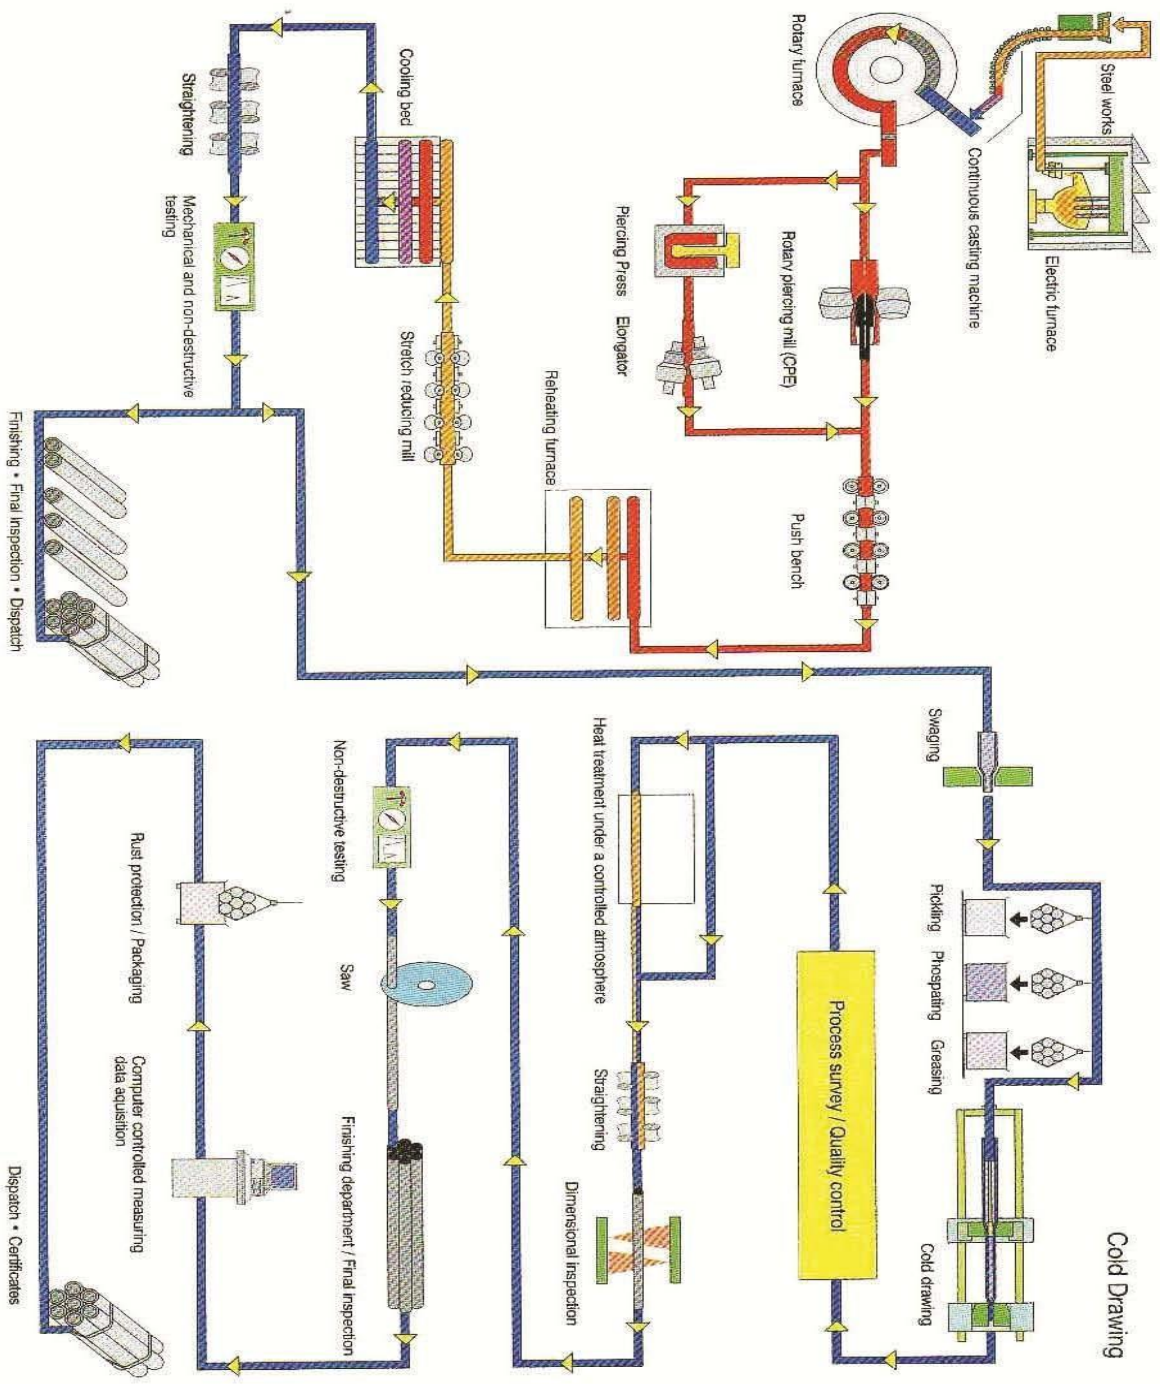 Steel works
Electric furnace
Continuous casting machine
Rotary furnace
Rotary piercing mill (CPE)
Piercing Press
Elongator
Push bench
Reheating furnace
Stretch reducing mill
Cooling bed
Straightening
Mechanical and non-destructive
testing
Finishing • Final inspection • Dispatch
Cold Drawing
Swaging
Pickling
Phospating
Greasing
Cold drawing
Process survey / Quality control
Heat treatment under a controlled atmosphere
Straightening
Dimensional inspection
Non-destructive testing
Saw
Finishing department / Final inspection
Rust protection / Packaging
Computer controlled measuring
data aquisition
Dispatch • Certificates